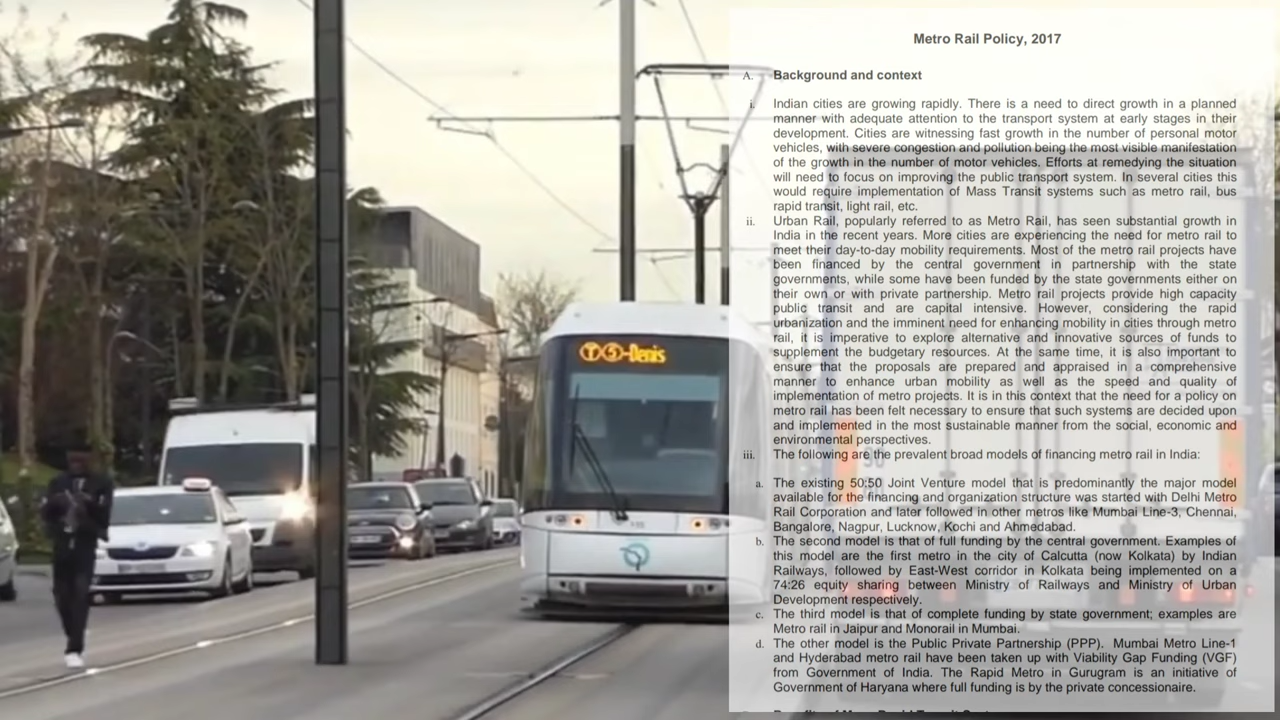 T5-Denis
Metro Rail Policy, 2017
A. Background and context
i. Indian cities are growing rapidly. There is a need to direct growth in a planned
manner with adequate attention to the transport system at early stages in their
development. Cities are witnessing fast growth in the number of personal motor
vehicles, with severe congestion and pollution being the most visible manifestation
of the growth in the number of motor vehicles. Efforts at remedying the situation
will need to focus on improving the public transport system. In several cities this
would require implementation of Mass Transit systems such as metro rail, bus
rapid transit, light rail, etc.
ii. Urban Rail, popularly referred to as Metro Rail, has seen substantial growth in
India in the recent years. More cities are experiencing the need for metro rail to
meet their day-to-day mobility requirements. Most of the metro rail projects have
been financed by the central government in partnership with the state
governments, while some have been funded by the state governments either on
their own or with private partnership. Metro rail projects provide high capacity
public transit and are capital intensive. However, considering the rapid
urbanization and the imminent need for enhancing mobility in cities through metro
rail, it is imperative to explore alternative and innovative sources of funds to
supplement the budgetary resources. At the same time, it is also important to
ensure that the proposals are prepared and appraised in a comprehensive
manner to enhance urban mobility as well as the speed and quality of
implementation of metro projects. It is in this context that the need for a policy on
metro rail has been felt necessary to ensure that such systems are decided upon
and implemented in the most sustainable manner from the social, economic and
environmental perspectives.
iii. The following are the prevalent broad models of financing metro rail in India:
a. The existing 50:50 Joint Venture model that is predominantly the major model
available for the financing and organization structure was started with Delhi Metro
Rail Corporation and later followed in other metros like Mumbai Line-3, Chennai,
Bangalore, Nagpur, Lucknow, Kochi and Ahmedabad.
b. The second model is that of full funding by the central government. Examples of
this model are the first metro in the city of Calcutta (now Kolkata) by Indian
Railways, followed by East-West corridor in Kolkata being implemented on a
74:26 equity sharing between Ministry of Railways and Ministry of Urban
Development respectively.
c. The third model is that of complete funding by state government; examples are
Metro rail in Jaipur and Monorail in Mumbai.
d. The other model is the Public Private Partnership (PPP). Mumbai Metro Line-1
and Hyderabad metro rail have been taken up with Viability Gap Funding (VGF)
from Government of India. The Rapid Metro in Gurugram is an initiative of
Government of Haryana where full funding is by the private concessionaire.